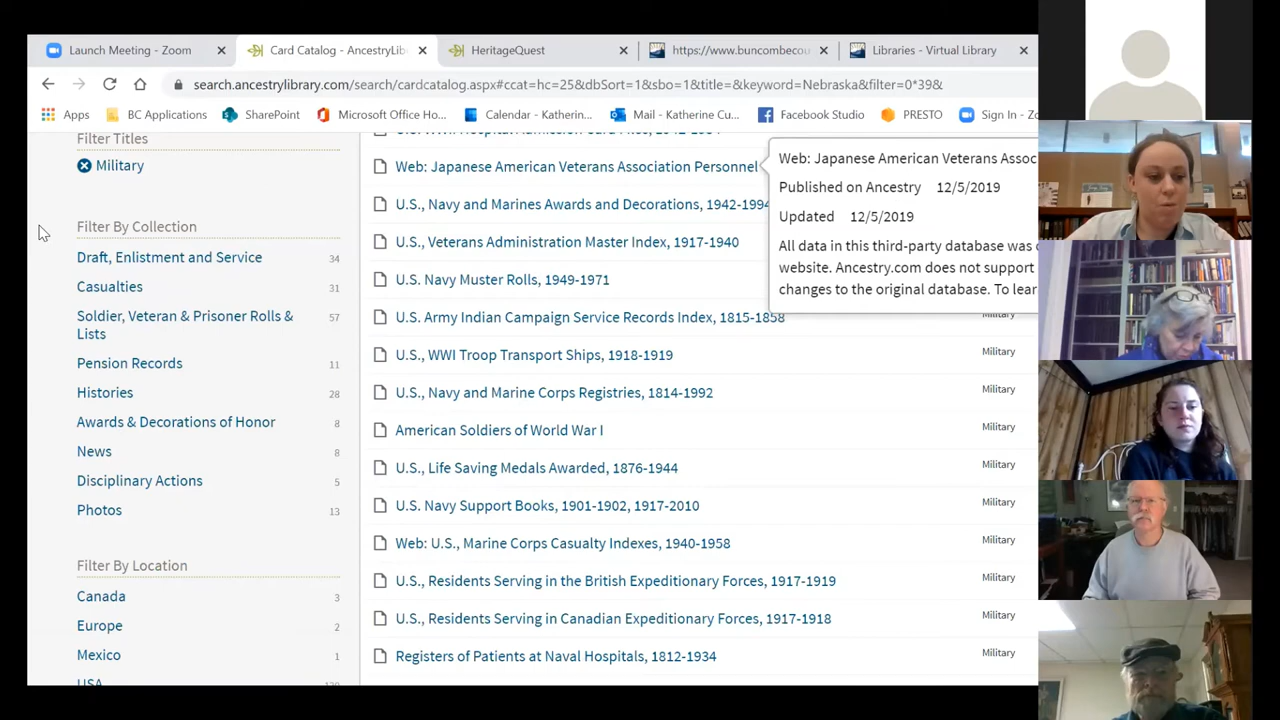 Launch Meeting - Zoom
Card Catalog - AncestryLib
HeritageQuest
https://www.buncombecou
Libraries - Virtual Library
search.ancestrylibrary.com/search/cardcatalog.aspx#ccat=hc=25&dbSort=1&sbo=1&title=&keyword=Nebraska&filter=0*39&
Apps
BC Applications
SharePoint
Microsoft Office Ho...
Calendar - Katherin...
Mail - Katherine Cu...
Facebook Studio
PRESTO
Sign In - Zo
Filter Titles
Military
Filter By Collection
Draft, Enlistment and Service 34
Casualties 31
Soldier, Veteran & Prisoner Rolls & 57
Lists
Pension Records 11
Histories 28
Awards & Decorations of Honor 8
News 8
Disciplinary Actions 5
Photos 13
Filter By Location
Canada 3
Europe 2
Mexico 1
USA
Web: Japanese American Veterans Association Personnel
U.S., Navy and Marines Awards and Decorations, 1942-1994
U.S., Veterans Administration Master Index, 1917-1940
U.S. Navy Muster Rolls, 1949-1971
U.S. Army Indian Campaign Service Records Index, 1815-1858 Military
U.S., WWI Troop Transport Ships, 1918-1919 Military
U.S., Navy and Marine Corps Registries, 1814-1992 Military
American Soldiers of World War I Military
U.S., Life Saving Medals Awarded, 1876-1944 Military
U.S. Navy Support Books, 1901-1902, 1917-2010 Military
Web: U.S., Marine Corps Casualty Indexes, 1940-1958 Military
U.S., Residents Serving in the British Expeditionary Forces, 1917-1919 Military
U.S., Residents Serving in Canadian Expeditionary Forces, 1917-1918 Military
Registers of Patients at Naval Hospitals, 1812-1934 Military
Web: Japanese American Veterans Assoc
Published on Ancestry 12/5/2019
Updated 12/5/2019
All data in this third-party database was
website. Ancestry.com does not support
changes to the original database. To lear